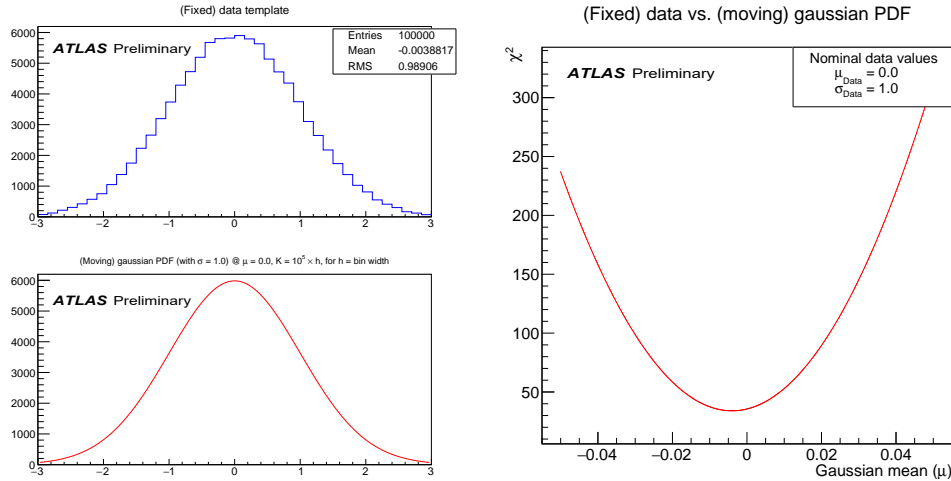 (Fixed) data template
ATLAS Preliminary
Entries 100000
Mean -0.0038817
RMS 0.98906
6000
5000
4000
3000
2000
1000
0
−3 −2 −1 0 1 2 3
(Moving) gaussian PDF (with σ = 1.0) @ μ = 0.0, K = 10⁵ × h, for h = bin width
ATLAS Preliminary
6000
5000
4000
3000
2000
1000
0
−3 −2 −1 0 1 2 3
(Fixed) data vs. (moving) gaussian PDF
χ²
ATLAS Preliminary
Nominal data values
μData = 0.0
σData = 1.0
300
250
200
150
100
50
−0.04 −0.02 0 0.02 0.04
Gaussian mean (μ)